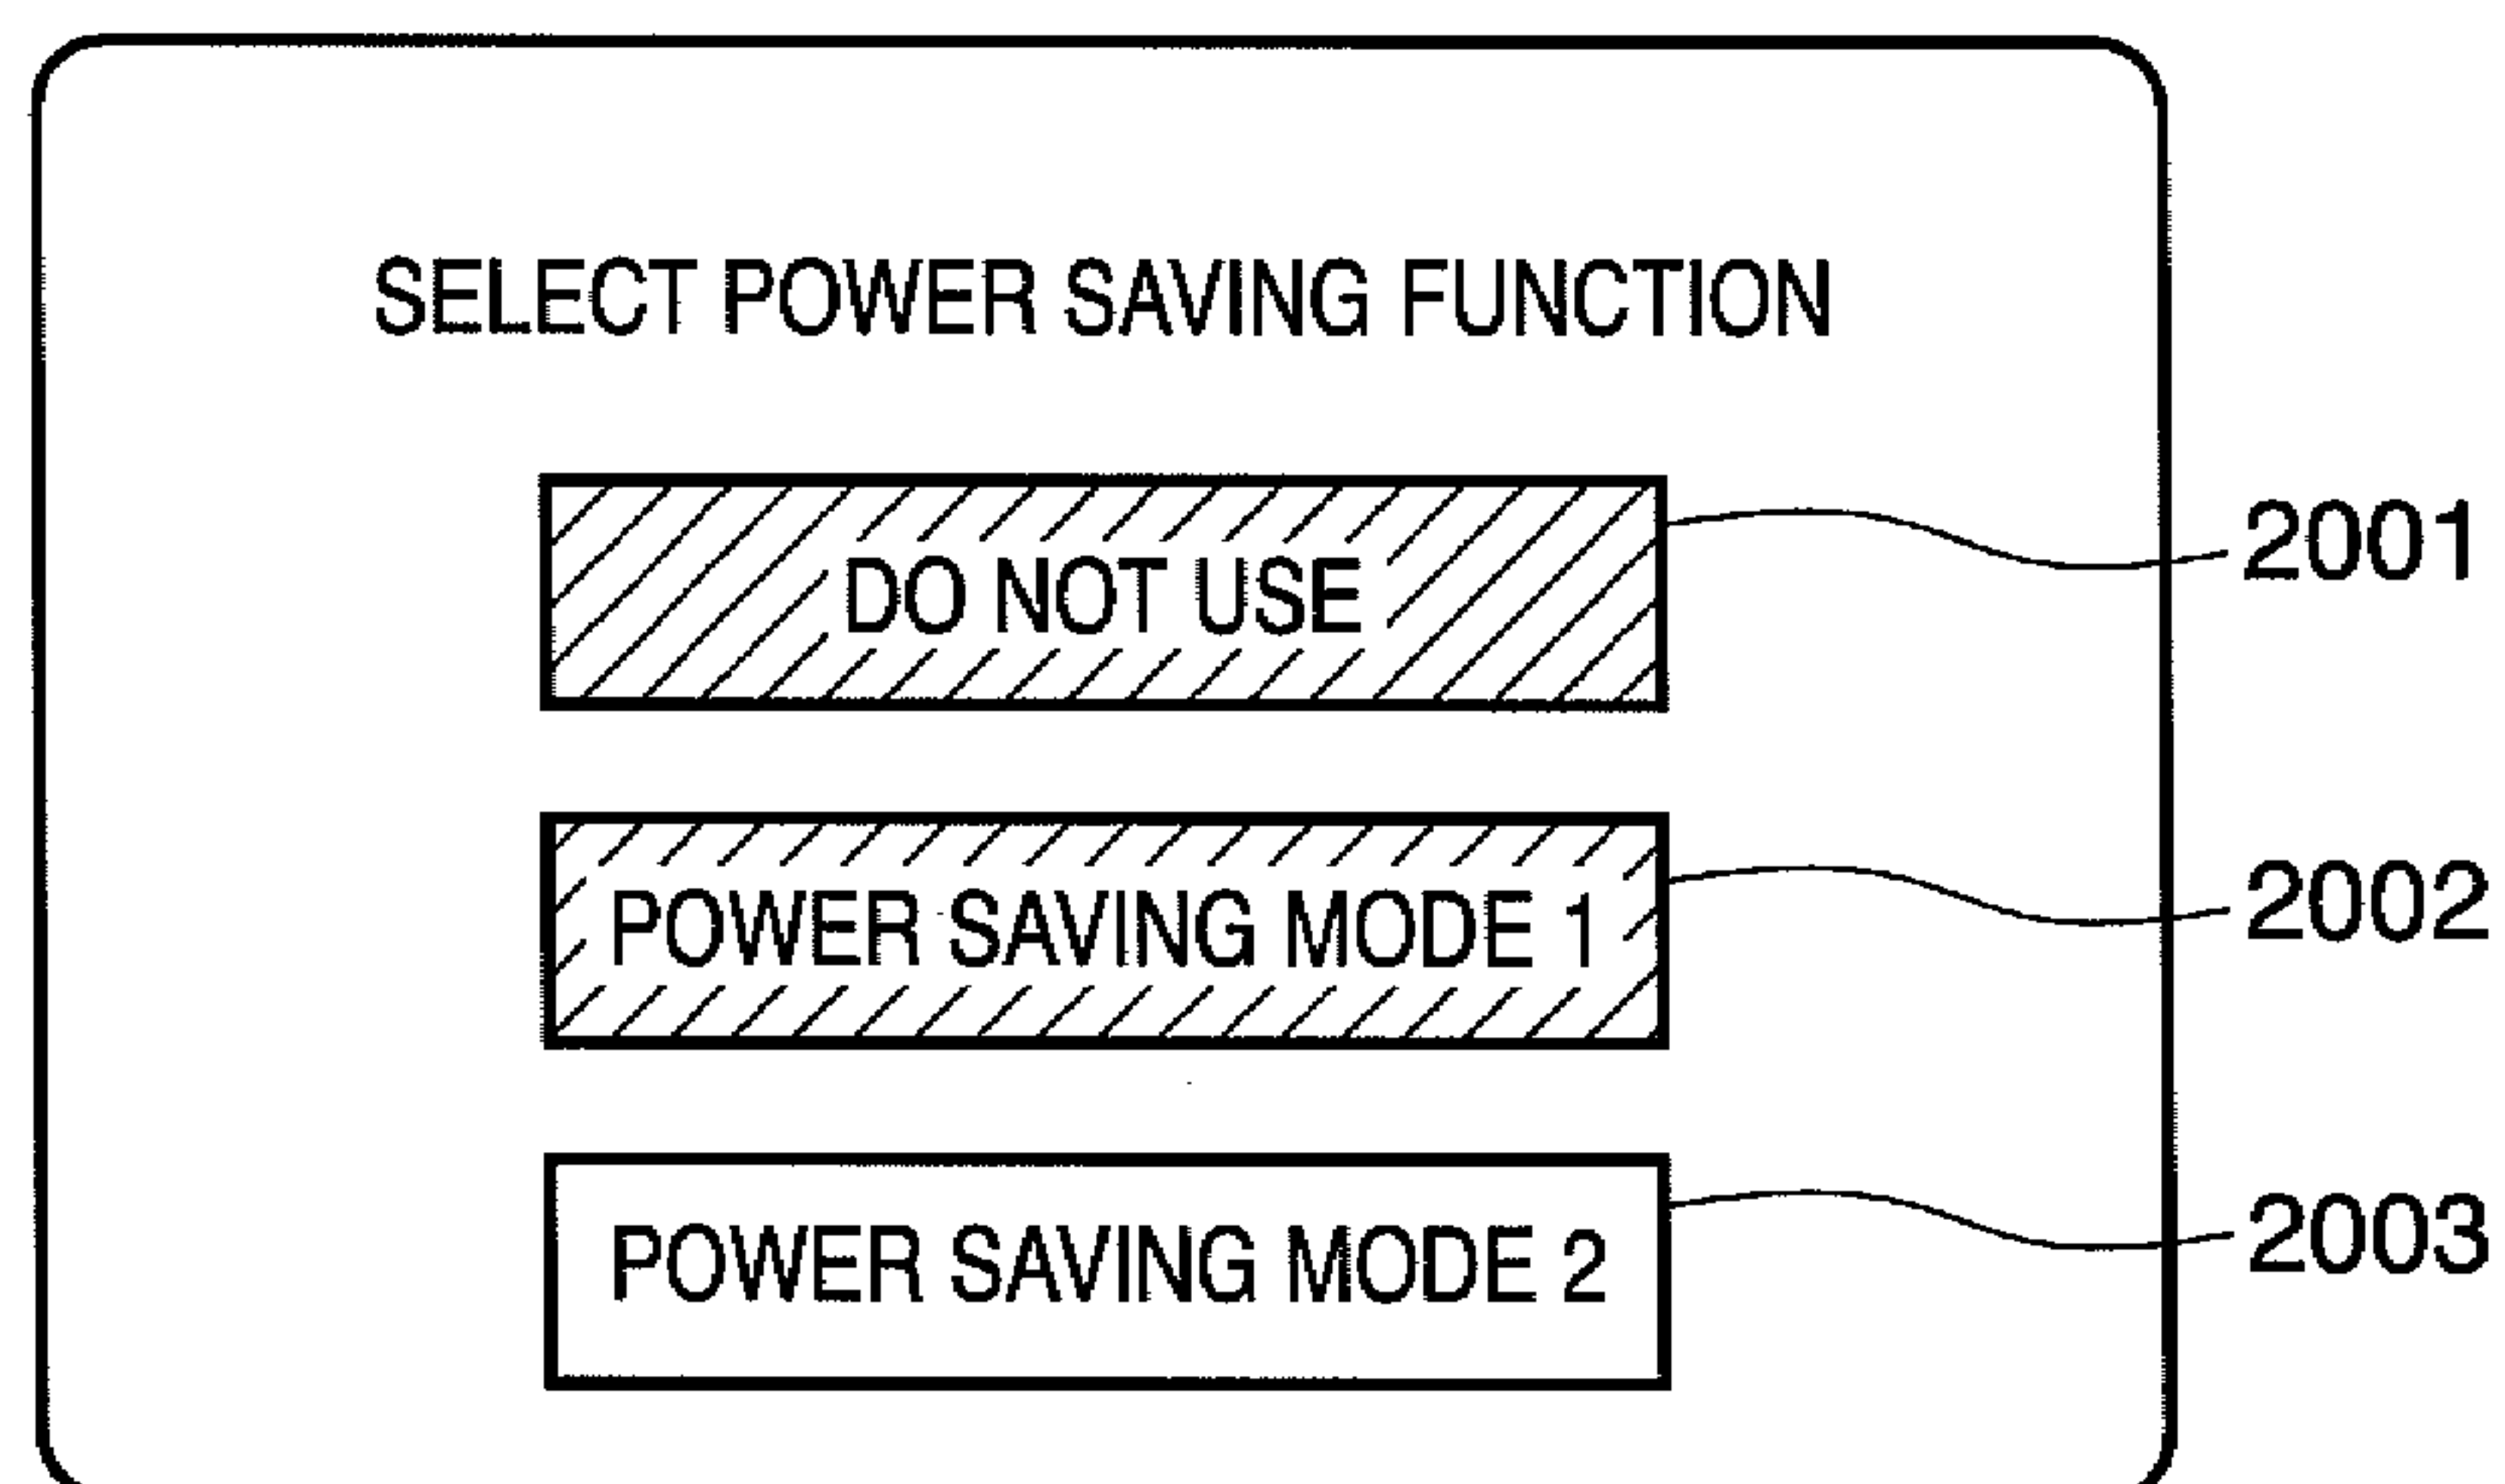 SELECT POWER SAVING FUNCTION
DO NOT USE
2001
POWER SAVING MODE 1
2002
POWER SAVING MODE 2
2003